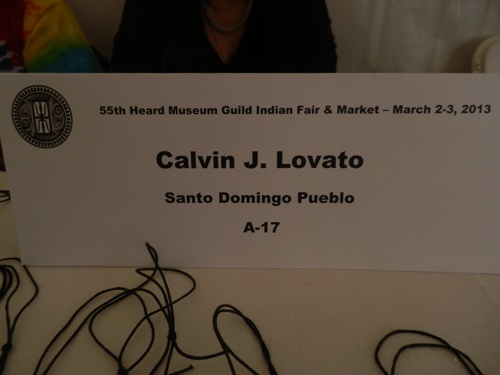 55th Heard Museum Guild Indian Fair & Market – March 2-3, 2013
Calvin J. Lovato
Santo Domingo Pueblo
A-17